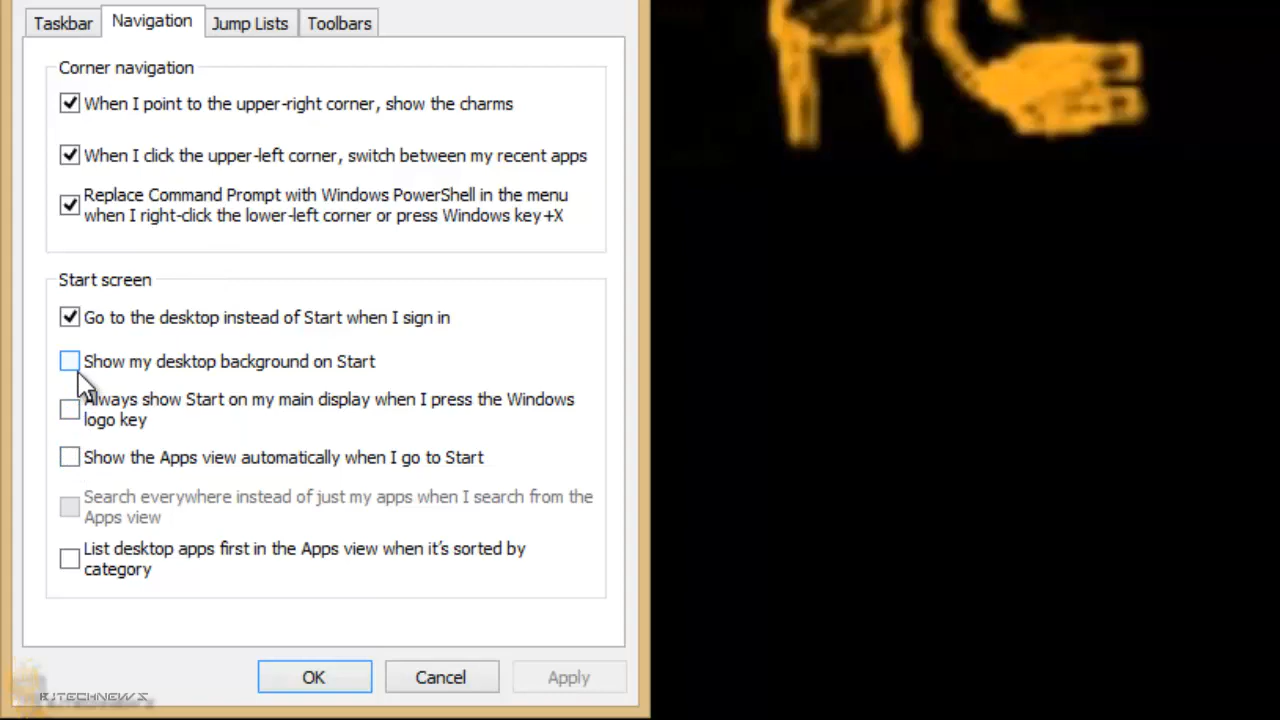 Taskbar Navigation Jump Lists Toolbars
Corner navigation
When I point to the upper-right corner, show the charms
When I click the upper-left corner, switch between my recent apps
Replace Command Prompt with Windows PowerShell in the menu
when I right-click the lower-left corner or press Windows key+X
Start screen
Go to the desktop instead of Start when I sign in
Show my desktop background on Start
Always show Start on my main display when I press the Windows
logo key
Show the Apps view automatically when I go to Start
Search everywhere instead of just my apps when I search from the
Apps view
List desktop apps first in the Apps view when it's sorted by
category
OK Cancel Apply
BJTECHNEWS